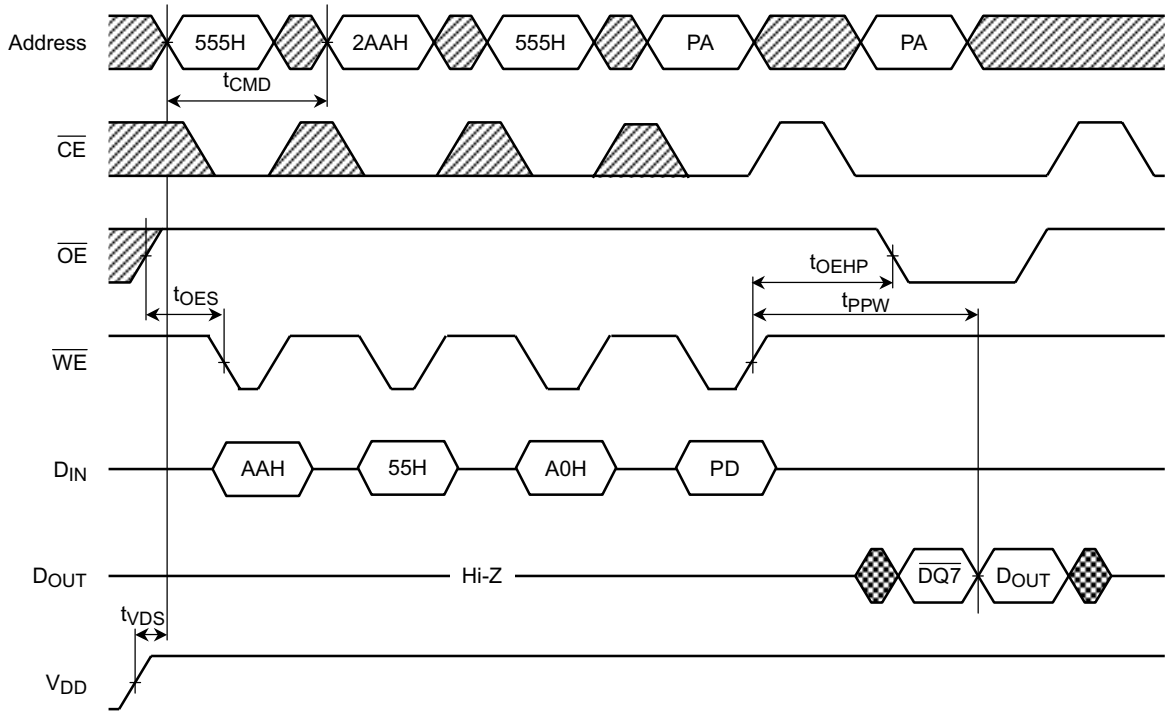 Address 555H 2AAH 555H PA PA
tCMD
CE
OE
tOEHP
tOES
tPPW
WE
DIN AAH 55H A0H PD
DOUT Hi-Z DQ7 DOUT
tVDS
VDD